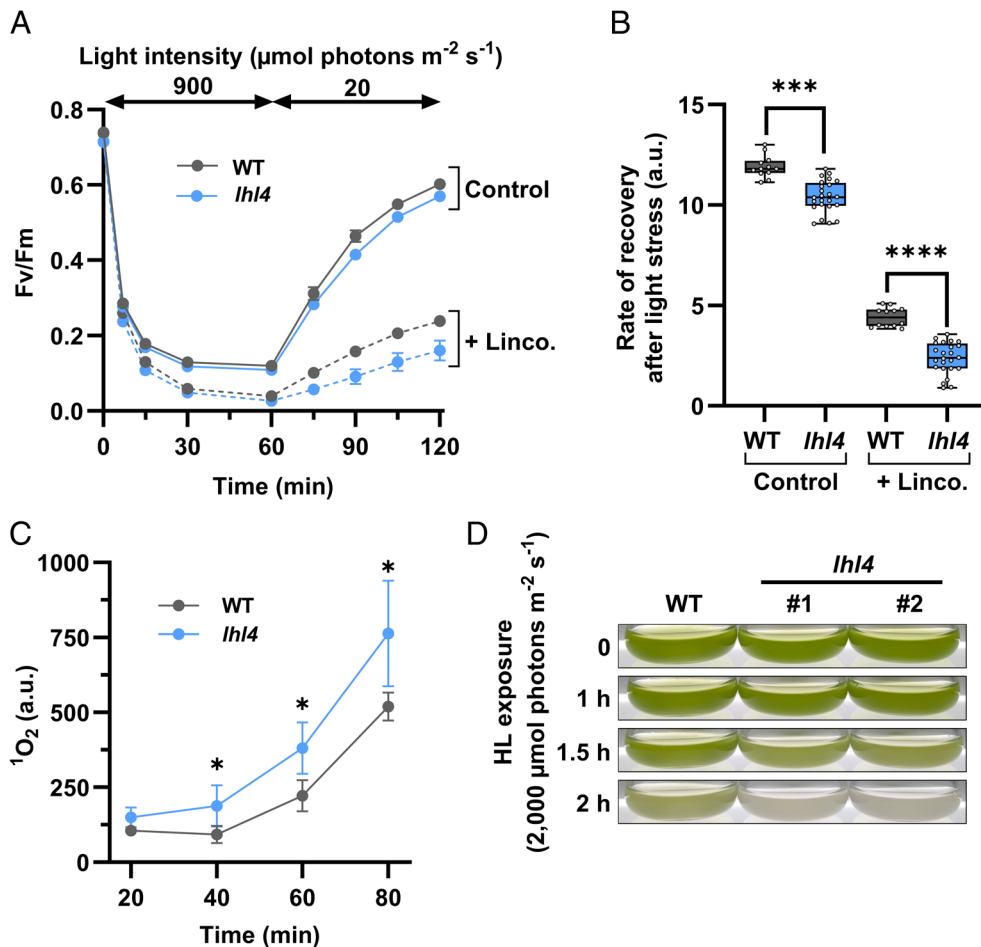 A
Light intensity (µmol photons m⁻² s⁻¹)
900
20
0.8
0.6
0.4
0.2
0.0
Fv/Fm
WT
lhl4
Control
+ Linco.
0
30
60
90
120
Time (min)
B
Rate of recovery
after light stress (a.u.)
15
10
5
0
***
****
WT
lhl4
WT
lhl4
Control
+ Linco.
C
¹O₂ (a.u.)
1000
750
500
250
0
WT
lhl4
*
*
*
20
40
60
80
Time (min)
D
HL exposure
(2,000 µmol photons m⁻² s⁻¹)
lhl4
WT
#1
#2
0
1 h
1.5 h
2 h